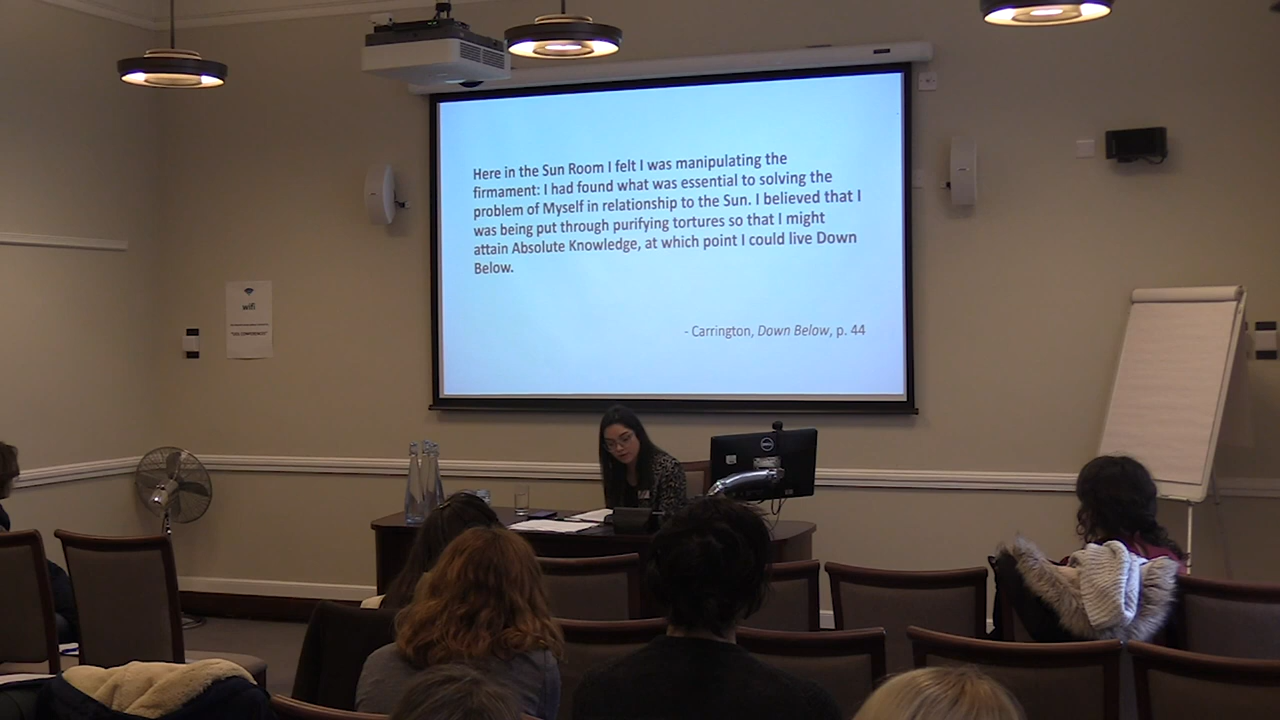 Here in the Sun Room I felt I was manipulating the
firmament: I had found what was essential to solving the
problem of Myself in relationship to the Sun. I believed that I
was being put through purifying tortures so that I might
attain Absolute Knowledge, at which point I could live Down
Below.
- Carrington, Down Below, p. 44
wifi
DELL